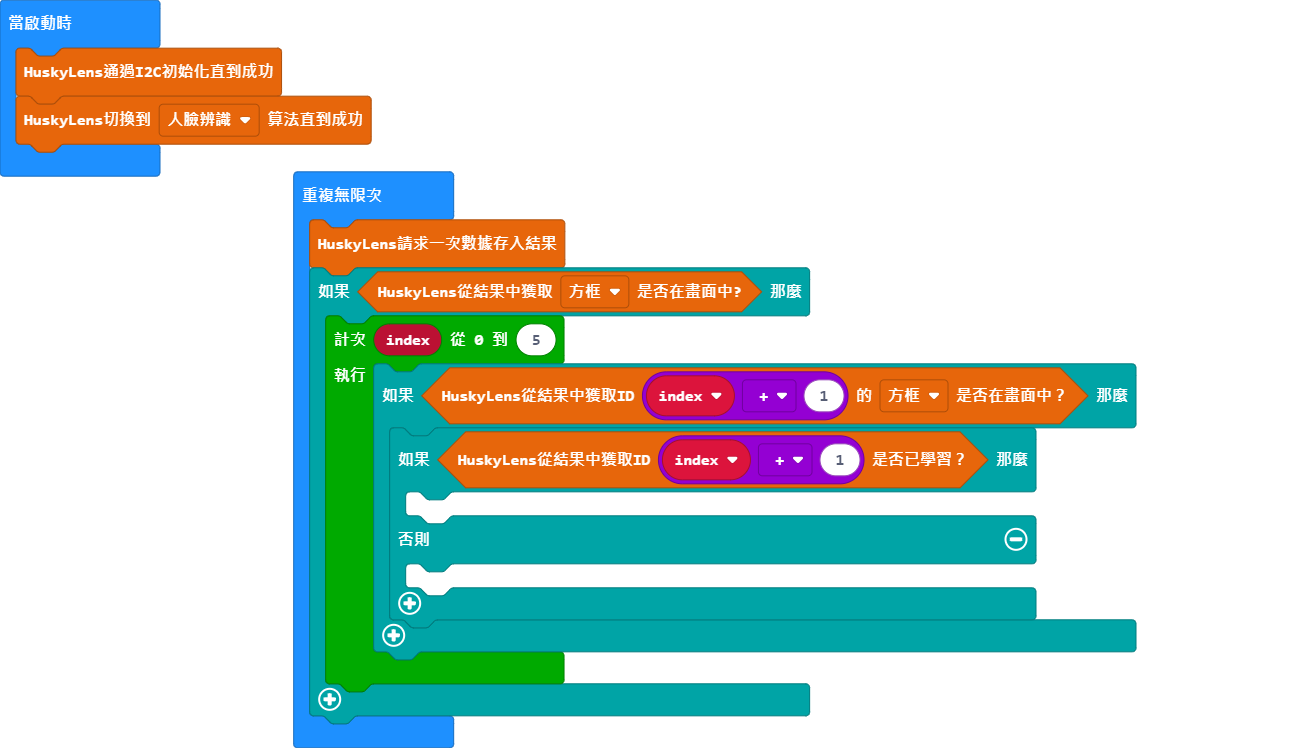 當啟動時
HuskyLens通過I2C初始化直到成功
HuskyLens切換到 人臉辨識 算法直到成功
重複無限次
HuskyLens請求一次數據存入結果
如果 HuskyLens從結果中獲取 方框 是否在畫面中? 那麼
計次 index 從 0 到 5
執行
如果 HuskyLens從結果中獲取ID index + 1 的 方框 是否在畫面中？ 那麼
如果 HuskyLens從結果中獲取ID index + 1 是否已學習？ 那麼
否則